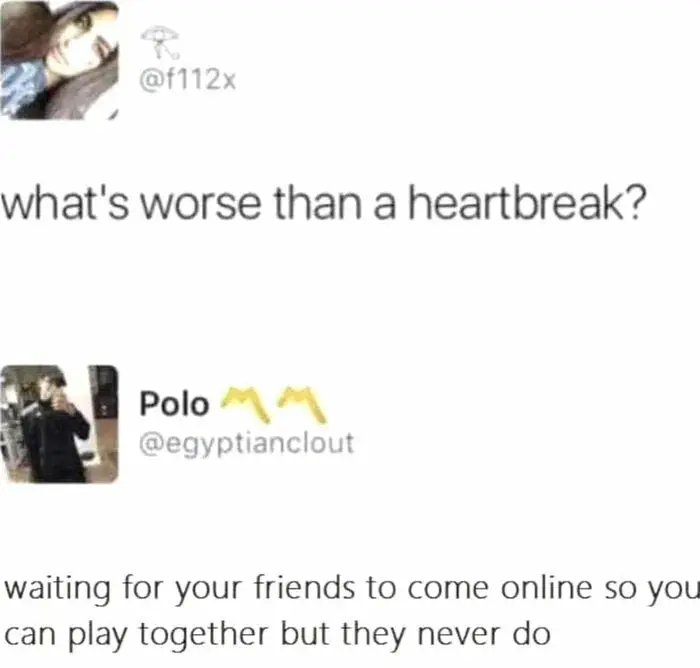 @f112x
what's worse than a heartbreak?
Polo
@egyptianclout
waiting for your friends to come online so you
can play together but they never do